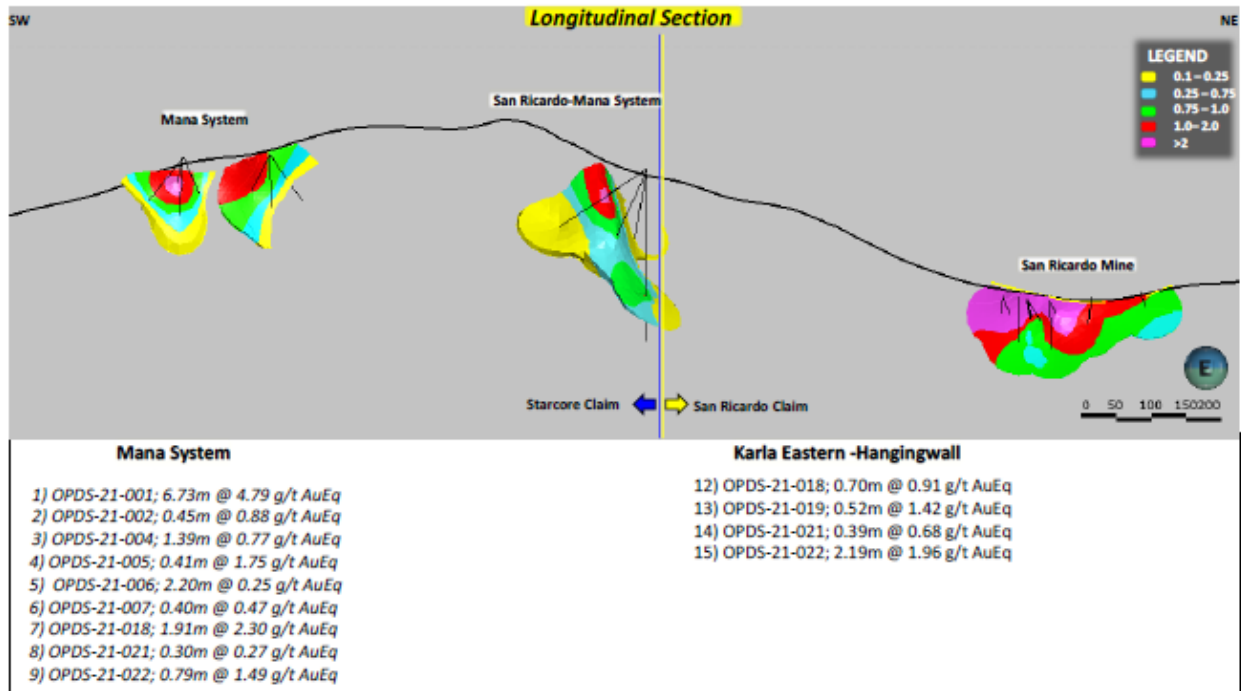 Longitudinal Section
SW
NE
LEGEND
0.1 – 0.25
0.25 – 0.75
0.75 – 1.0
1.0 – 2.0
>2
San Ricardo-Mana System
Mana System
San Ricardo Mine
E
Starcore Claim
San Ricardo Claim
0 50 100 150200
Mana System
1) OPDS-21-001; 6.73m @ 4.79 g/t AuEq
2) OPDS-21-002; 0.45m @ 0.88 g/t AuEq
3) OPDS-21-004; 1.39m @ 0.77 g/t AuEq
4) OPDS-21-005; 0.41m @ 1.75 g/t AuEq
5) OPDS-21-006; 2.20m @ 0.25 g/t AuEq
6) OPDS-21-007; 0.40m @ 0.47 g/t AuEq
7) OPDS-21-018; 1.91m @ 2.30 g/t AuEq
8) OPDS-21-021; 0.30m @ 0.27 g/t AuEq
9) OPDS-21-022; 0.79m @ 1.49 g/t AuEq
Karla Eastern -Hangingwall
12) OPDS-21-018; 0.70m @ 0.91 g/t AuEq
13) OPDS-21-019; 0.52m @ 1.42 g/t AuEq
14) OPDS-21-021; 0.39m @ 0.68 g/t AuEq
15) OPDS-21-022; 2.19m @ 1.96 g/t AuEq